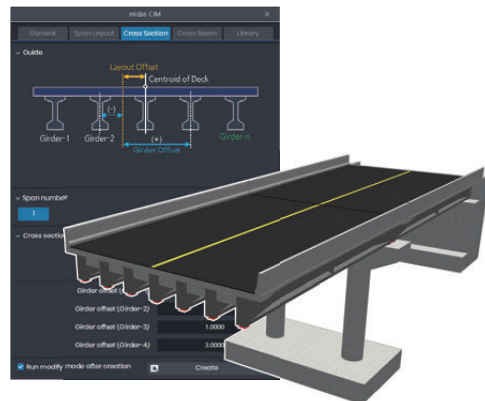 midas CIM
General
Span Layout
Cross Section
Cross-Beam
Library
Guide
Layout Offset
Centroid of Deck
(-)
Girder-1
Girder-2
(+)
Girder-n
Girder Offset
Span number
1
Cross section
Girder offset
Girder offset (Girder-2)
Girder offset (Girder-3)
1.0000
Girder offset (Girder-4)
3.0000
Run modify mode after creation
Create